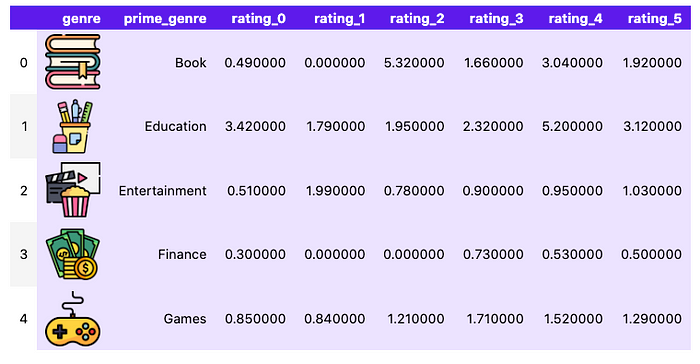 genre prime_genre rating_0 rating_1 rating_2 rating_3 rating_4 rating_5
0 Book 0.490000 0.000000 5.320000 1.660000 3.040000 1.920000
1 Education 3.420000 1.790000 1.950000 2.320000 5.200000 3.120000
2 Entertainment 0.510000 1.990000 0.780000 0.900000 0.950000 1.030000
3 Finance 0.300000 0.000000 0.000000 0.730000 0.530000 0.500000
4 Games 0.850000 0.840000 1.210000 1.710000 1.520000 1.290000